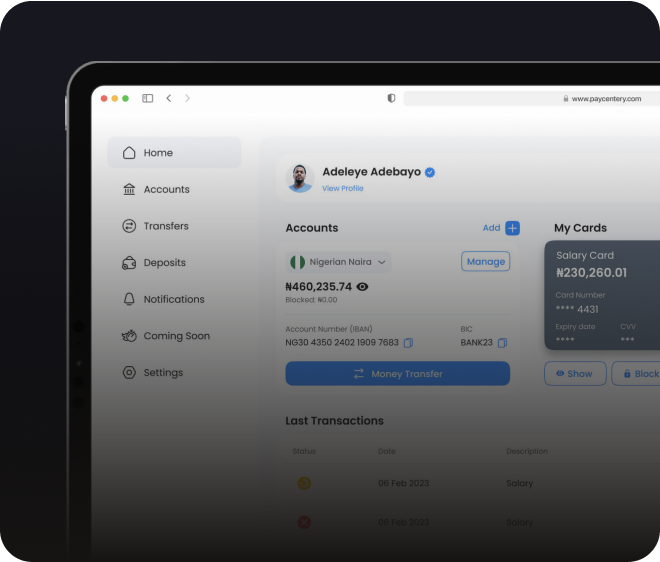 www.paycentery.com
Home
Accounts
Transfers
Deposits
Notifications
Coming Soon
Settings
Adeleye Adebayo
View Profile
Accounts
Add
Nigerian Naira
Manage
₦460,235.74
Blocked: ₦0.00
Account Number (IBAN)
BIC
NG30 4350 2402 1909 7683
BANK23
Money Transfer
My Cards
Salary Card
₦230,260.01
Card Number
**** 4431
Expiry date
CVV
****
***
Show
Block
Last Transactions
Status
Date
Description
06 Feb 2023
Salary
06 Feb 2023
Salary